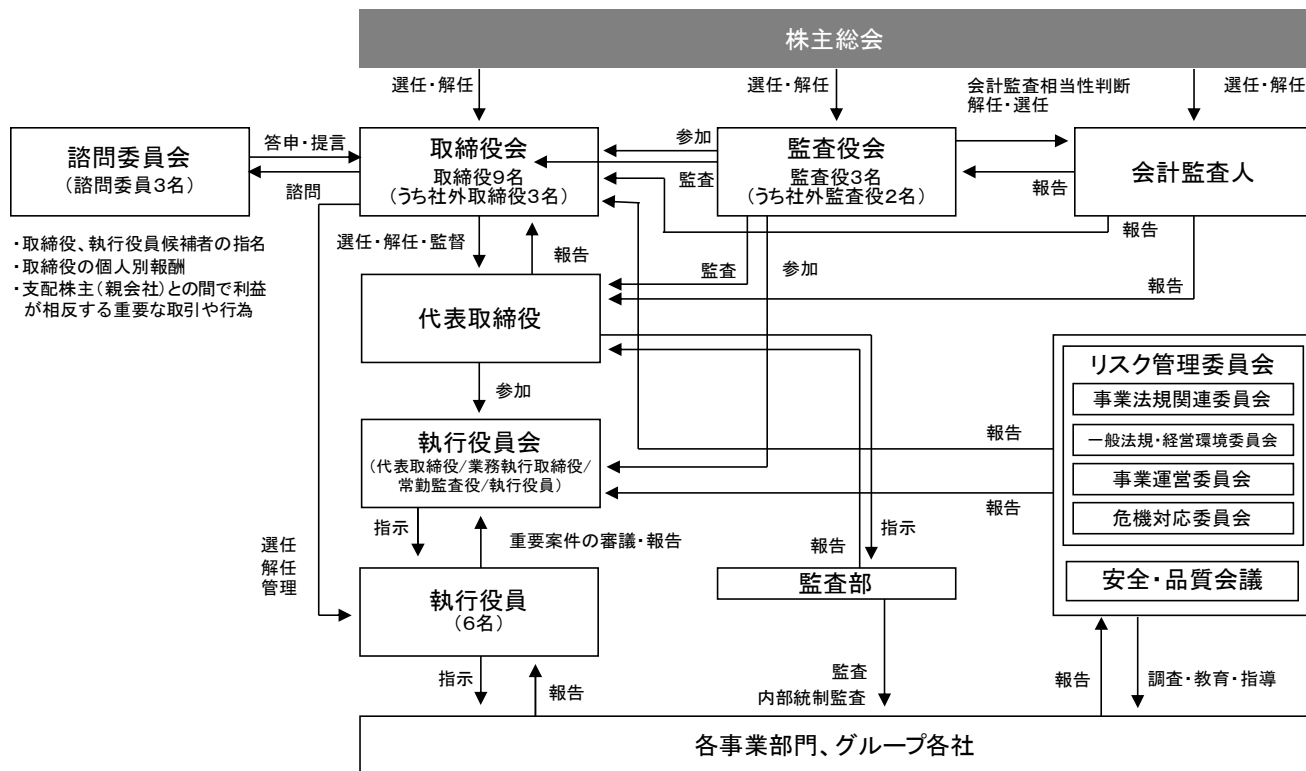 株主総会
選任・解任
選任・解任
会計監査相当性判断
解任・選任
選任・解任
諮問委員会
(諮問委員3名)
答申・提言
諮問
取締役会
取締役9名
(うち社外取締役3名)
参加
監査
監査役会
監査役3名
(うち社外監査役2名)
報告
会計監査人
・取締役、執行役員候補者の指名
・取締役の個人別報酬
・支配株主(親会社)との間で利益
が相反する重要な取引や行為
選任・解任・監督
報告
監査
参加
報告
報告
代表取締役
参加
執行役員会
(代表取締役/業務執行取締役/
常勤監査役/執行役員)
報告
報告
リスク管理委員会
事業法規関連委員会
一般法規・経営環境委員会
事業運営委員会
危機対応委員会
安全・品質会議
選任
解任
管理
指示
重要案件の審議・報告
報告
指示
執行役員
(6名)
監査部
指示
報告
監査
内部統制監査
報告
調査・教育・指導
各事業部門、グループ各社